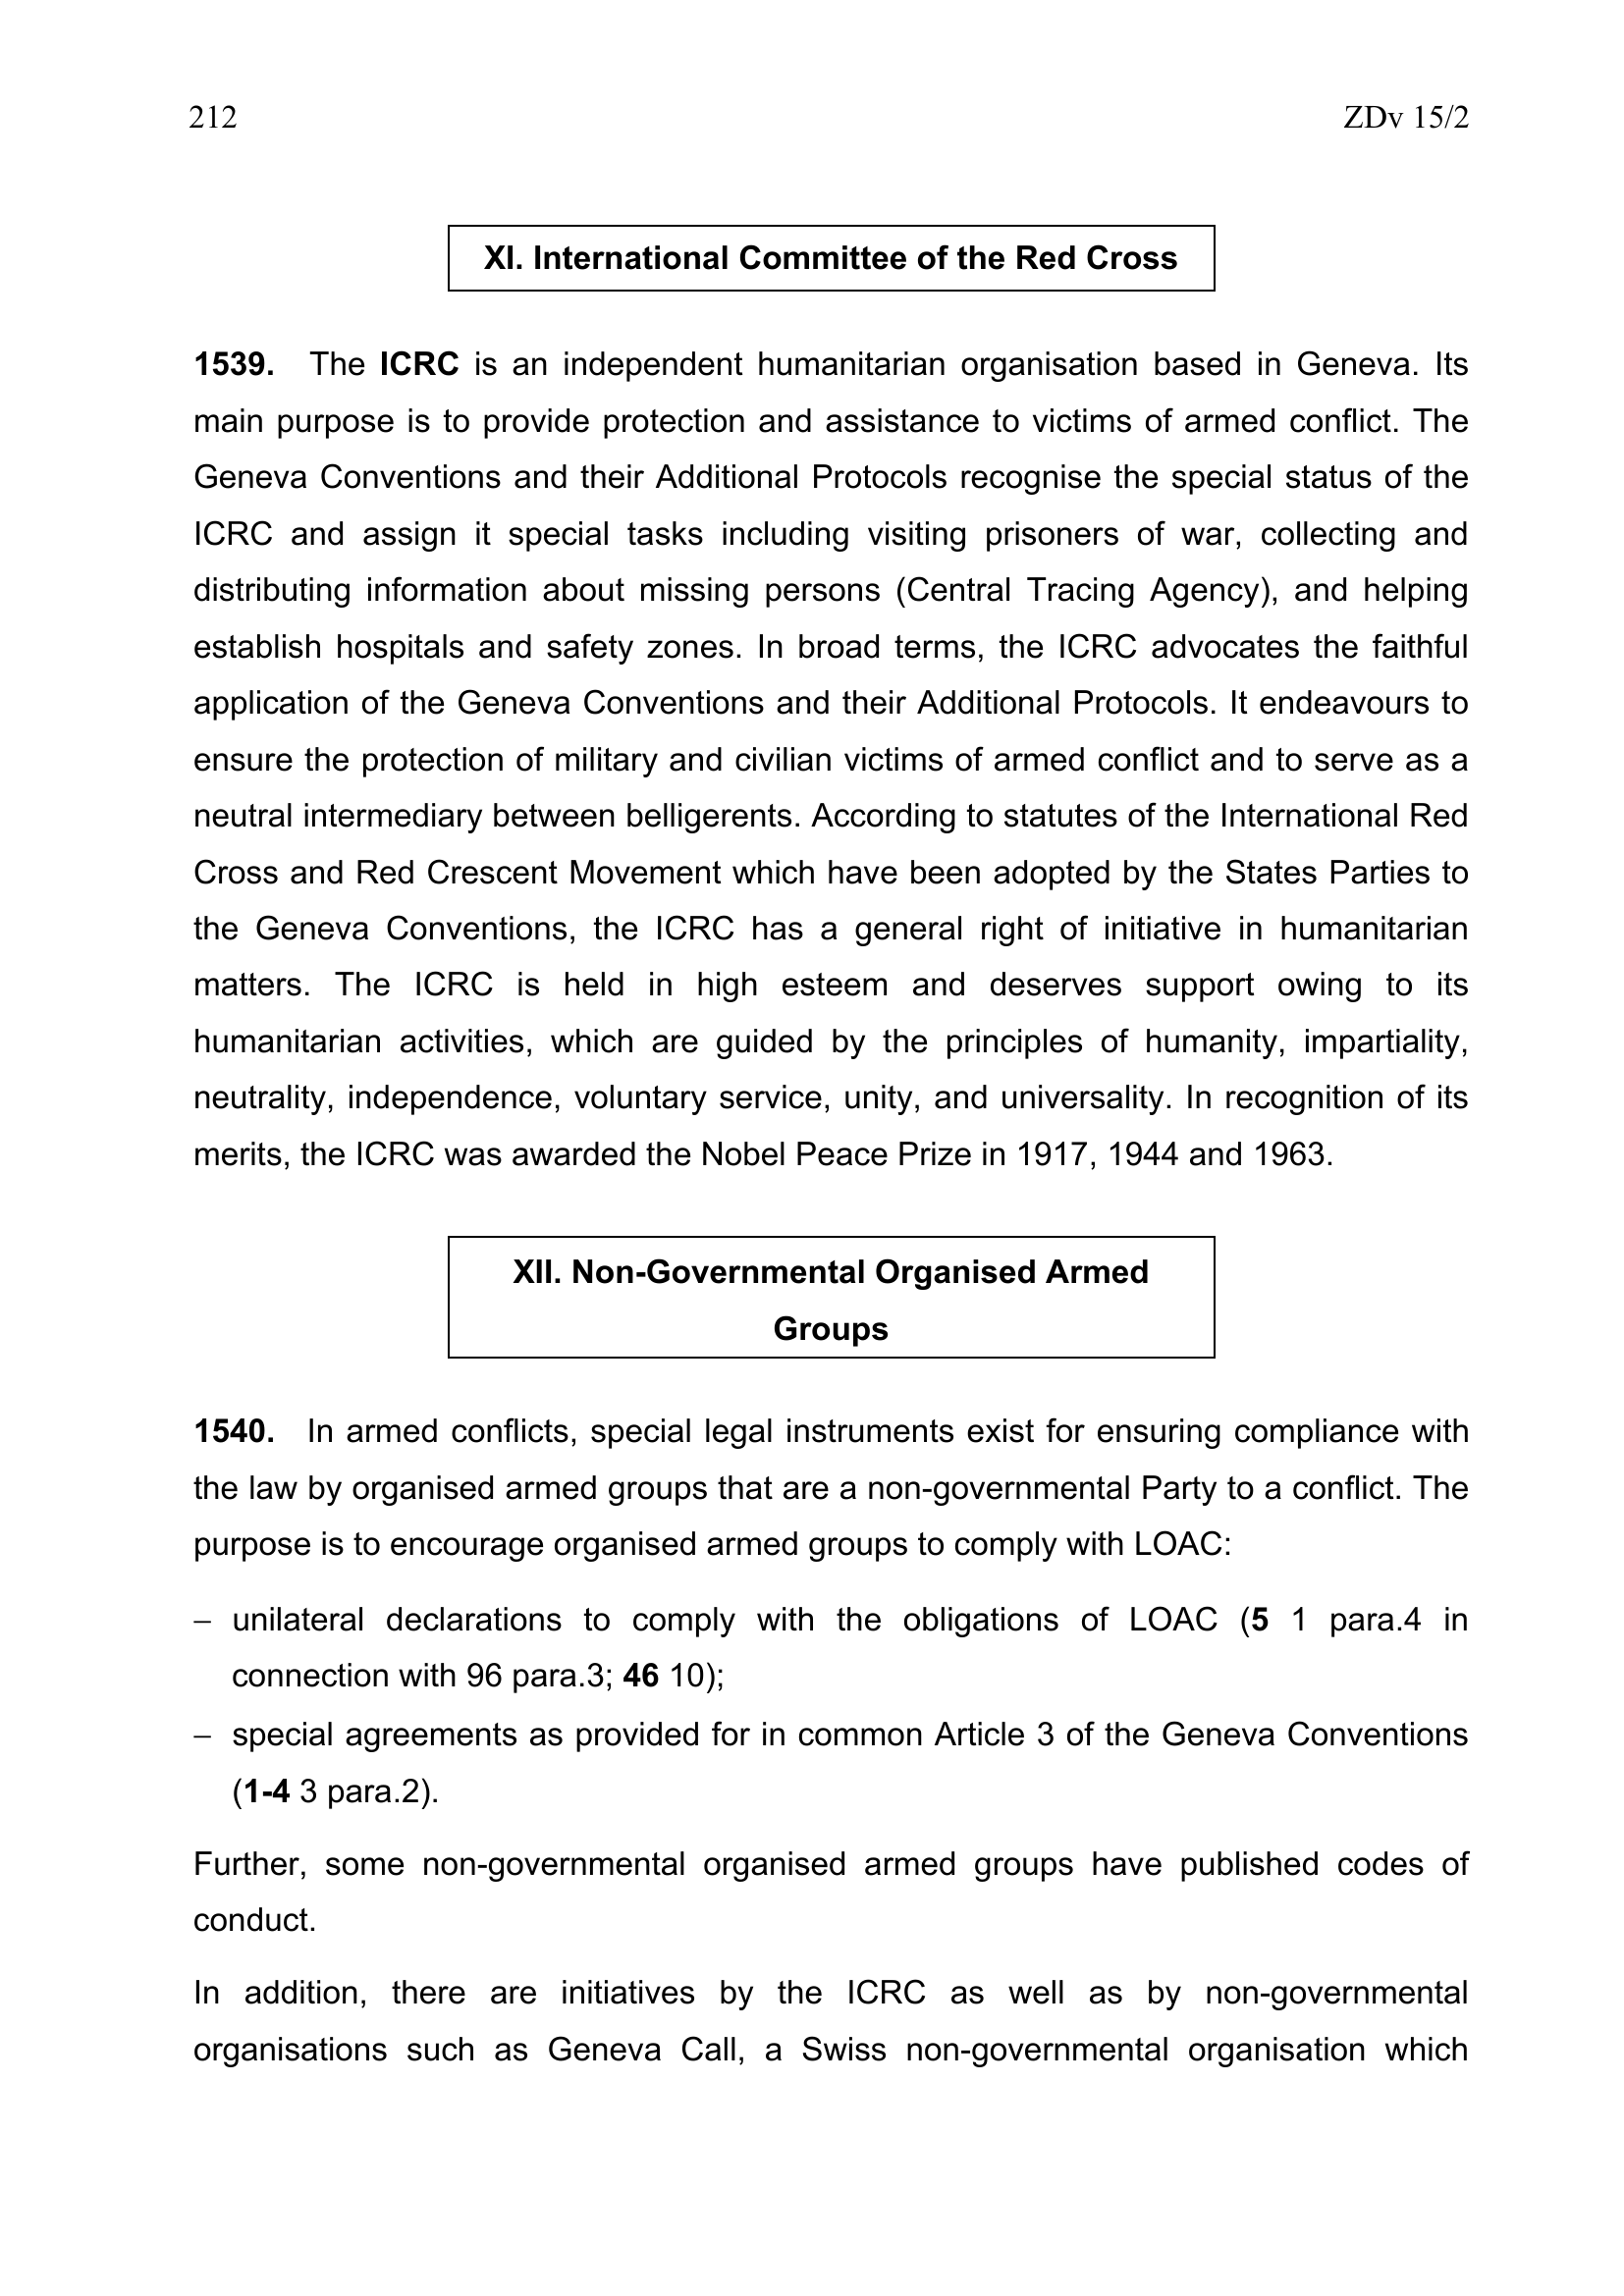 212 ZDv 15/2
XI. International Committee of the Red Cross
1539. The ICRC is an independent humanitarian organisation based in Geneva. Its
main purpose is to provide protection and assistance to victims of armed conflict. The
Geneva Conventions and their Additional Protocols recognise the special status of the
ICRC and assign it special tasks including visiting prisoners of war, collecting and
distributing information about missing persons (Central Tracing Agency), and helping
establish hospitals and safety zones. In broad terms, the ICRC advocates the faithful
application of the Geneva Conventions and their Additional Protocols. It endeavours to
ensure the protection of military and civilian victims of armed conflict and to serve as a
neutral intermediary between belligerents. According to statutes of the International Red
Cross and Red Crescent Movement which have been adopted by the States Parties to
the Geneva Conventions, the ICRC has a general right of initiative in humanitarian
matters. The ICRC is held in high esteem and deserves support owing to its
humanitarian activities, which are guided by the principles of humanity, impartiality,
neutrality, independence, voluntary service, unity, and universality. In recognition of its
merits, the ICRC was awarded the Nobel Peace Prize in 1917, 1944 and 1963.
XII. Non-Governmental Organised Armed
Groups
1540. In armed conflicts, special legal instruments exist for ensuring compliance with
the law by organised armed groups that are a non-governmental Party to a conflict. The
purpose is to encourage organised armed groups to comply with LOAC:
– unilateral declarations to comply with the obligations of LOAC (5 1 para.4 in
connection with 96 para.3; 46 10);
– special agreements as provided for in common Article 3 of the Geneva Conventions
(1-4 3 para.2).
Further, some non-governmental organised armed groups have published codes of
conduct.
In addition, there are initiatives by the ICRC as well as by non-governmental
organisations such as Geneva Call, a Swiss non-governmental organisation which